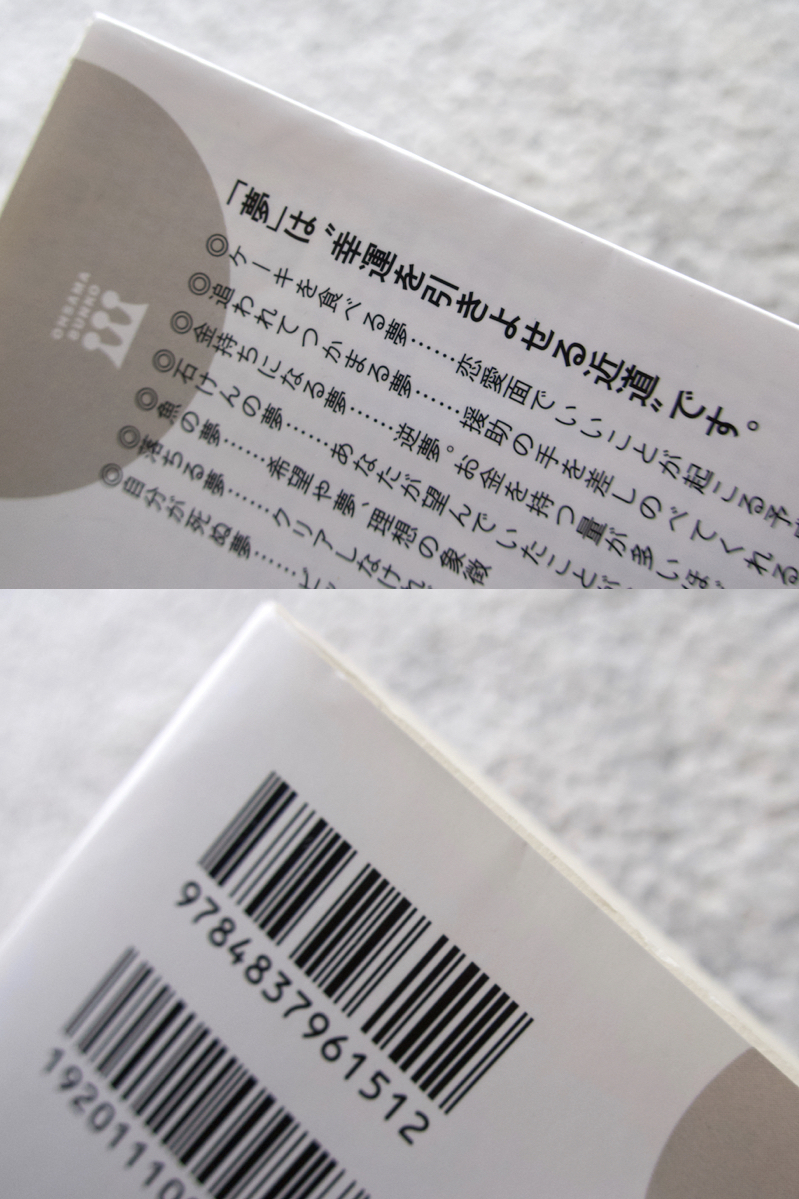 「夢」は“幸運を引きよせる近道”です。
◎ケーキを食べる夢……恋愛面でいいことが起こる予
◎追われてつかまる夢……援助の手を差しのべてくれる
◎金持ちになる夢……逆夢。お金を持つ量が多いほ
◎石けんの夢……あなたが望んでいたことが
◎魚の夢……希望や夢、理想の象徴
◎落ちる夢……クリアしなけれ
◎自分が死ぬ夢……
OHSAMA
BUNKO
9784837961512
19201110